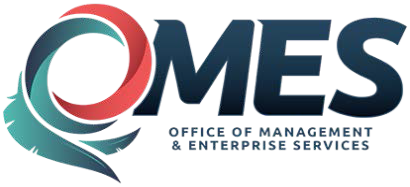 OMES
OFFICE OF MANAGEMENT
& ENTERPRISE SERVICES